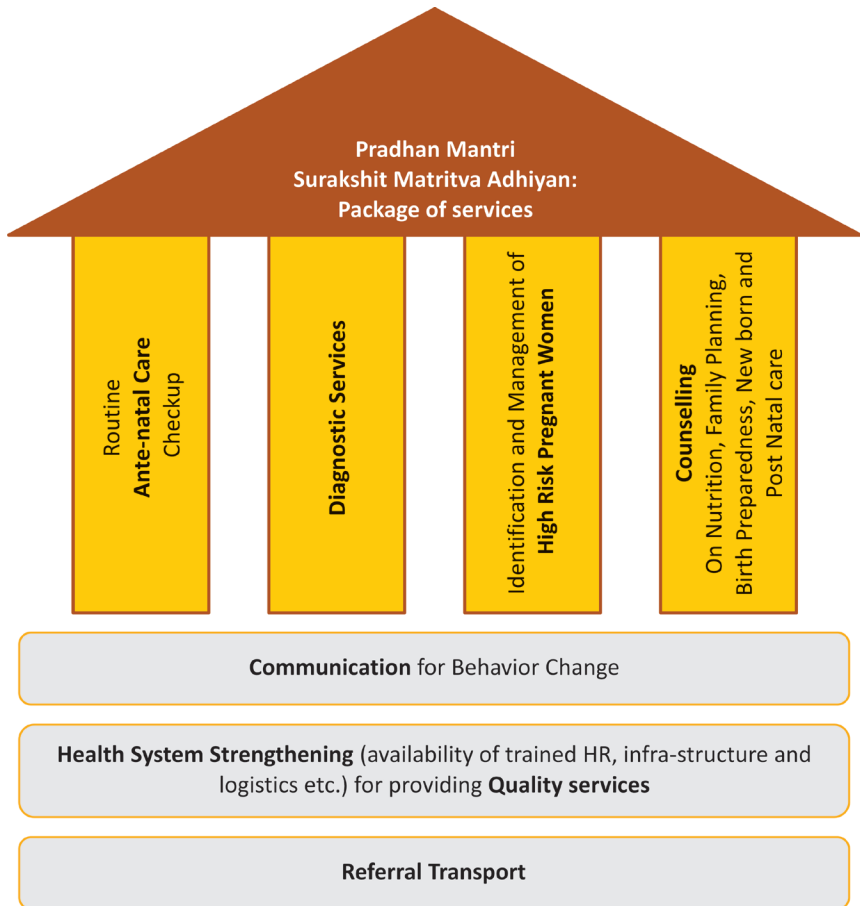 Pradhan Mantri
Surakshit Matritva Adhiyan:
Package of services
Routine
Ante-natal Care
Checkup
Diagnostic Services
Identification and Management of
High Risk Pregnant Women
Counselling
On Nutrition, Family Planning,
Birth Preparedness, New born and
Post Natal care
Communication for Behavior Change
Health System Strengthening (availability of trained HR, infra-structure and
logistics etc.) for providing Quality services
Referral Transport